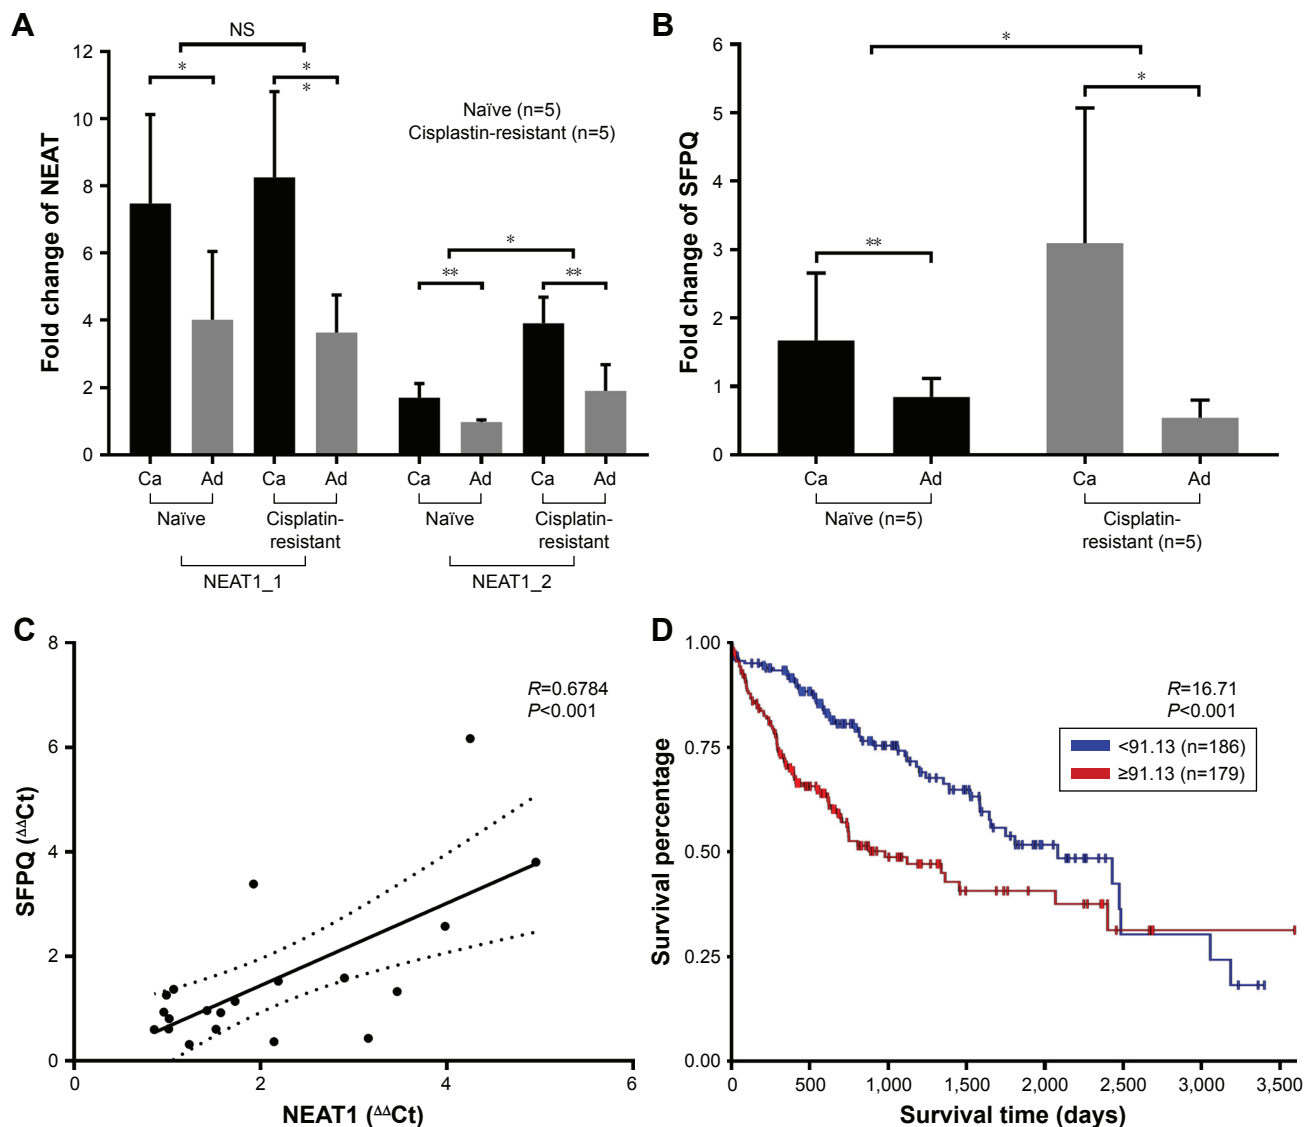 A
NS
*
*
*
Naïve (n=5)
Cisplastin-resistant (n=5)
*
**
**
Fold change of NEAT
12
10
8
6
4
2
0
Ca Ad Ca Ad Ca Ad Ca Ad
Naïve Cisplatin-resistant Naïve Cisplatin-resistant
NEAT1_1 NEAT1_2
B
*
*
**
Fold change of SFPQ
6
5
4
3
2
1
0
Ca Ad Ca Ad
Naïve (n=5) Cisplatin-
resistant (n=5)
C
R=0.6784
P<0.001
SFPQ (ΔΔCt)
8
6
4
2
0
0 2 4 6
NEAT1 (ΔΔCt)
D
R=16.71
P<0.001
<91.13 (n=186)
≥91.13 (n=179)
Survival percentage
1.00
0.75
0.50
0.25
0.00
0 500 1,000 1,500 2,000 2,500 3,000 3,500
Survival time (days)